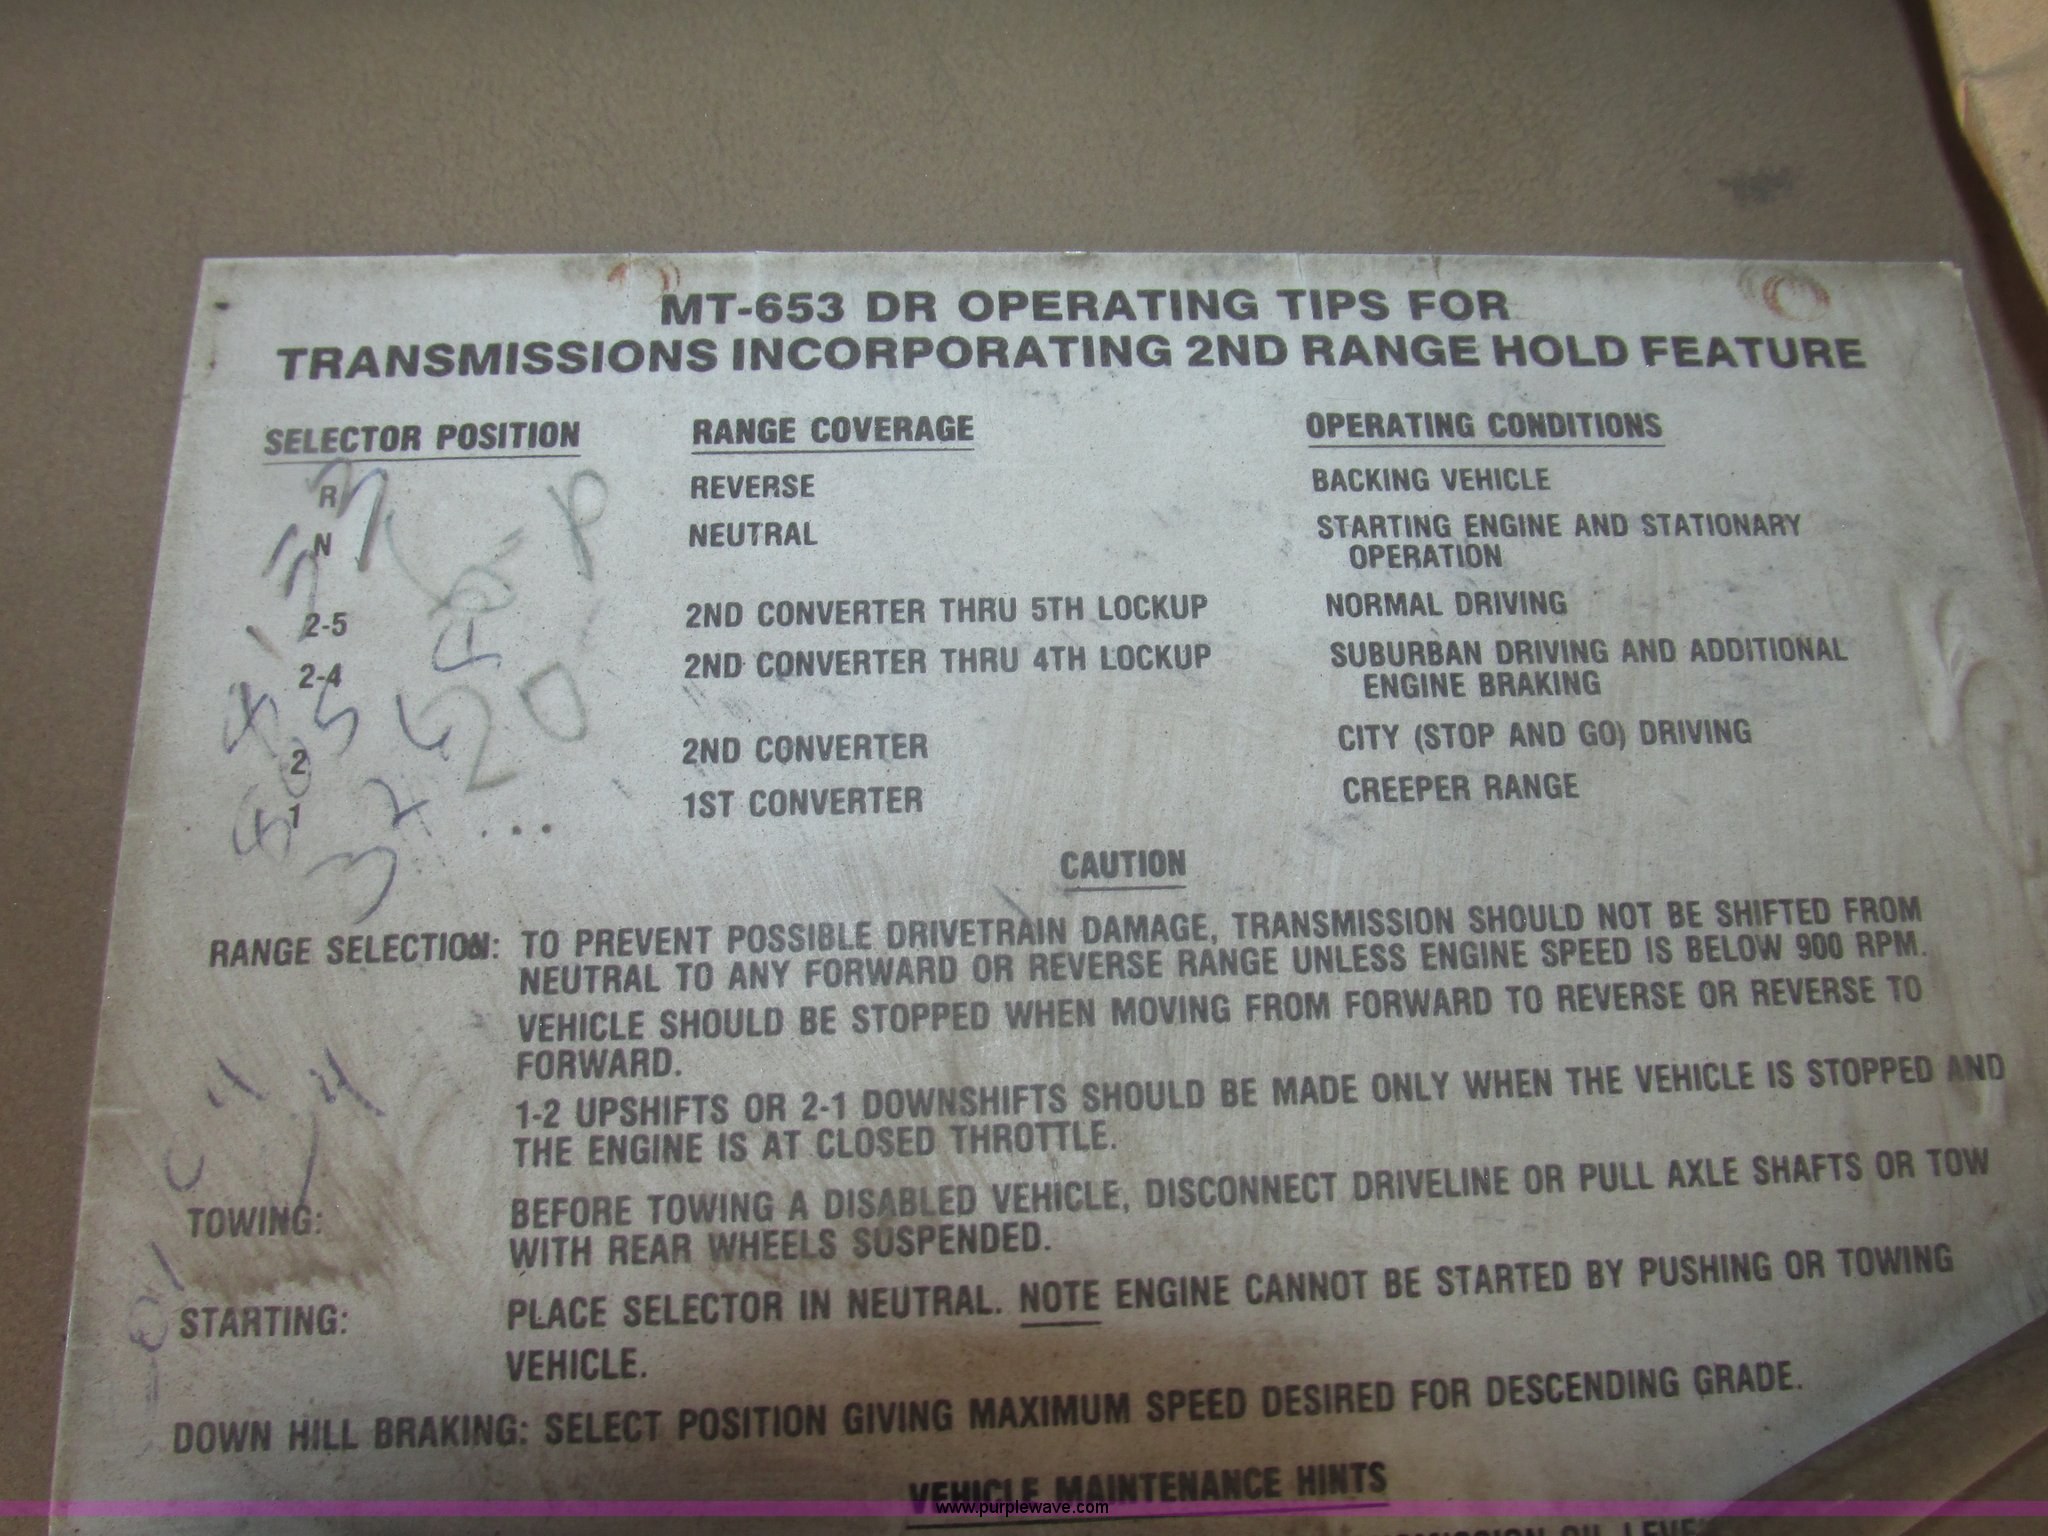 MT-653 DR OPERATING TIPS FOR
TRANSMISSIONS INCORPORATING 2ND RANGE HOLD FEATURE
SELECTOR POSITION RANGE COVERAGE OPERATING CONDITIONS
R REVERSE BACKING VEHICLE
N NEUTRAL STARTING ENGINE AND STATIONARY
OPERATION
2-5 2ND CONVERTER THRU 5TH LOCKUP NORMAL DRIVING
2-4 2ND CONVERTER THRU 4TH LOCKUP SUBURBAN DRIVING AND ADDITIONAL
ENGINE BRAKING
2 2ND CONVERTER CITY (STOP AND GO) DRIVING
1 1ST CONVERTER CREEPER RANGE
CAUTION
RANGE SELECTION: TO PREVENT POSSIBLE DRIVETRAIN DAMAGE, TRANSMISSION SHOULD NOT BE SHIFTED FROM
NEUTRAL TO ANY FORWARD OR REVERSE RANGE UNLESS ENGINE SPEED IS BELOW 900 RPM.
VEHICLE SHOULD BE STOPPED WHEN MOVING FROM FORWARD TO REVERSE OR REVERSE TO
FORWARD.
1-2 UPSHIFTS OR 2-1 DOWNSHIFTS SHOULD BE MADE ONLY WHEN THE VEHICLE IS STOPPED AND
THE ENGINE IS AT CLOSED THROTTLE.
TOWING: BEFORE TOWING A DISABLED VEHICLE, DISCONNECT DRIVELINE OR PULL AXLE SHAFTS OR TOW
WITH REAR WHEELS SUSPENDED.
STARTING: PLACE SELECTOR IN NEUTRAL. NOTE ENGINE CANNOT BE STARTED BY PUSHING OR TOWING
VEHICLE.
DOWN HILL BRAKING: SELECT POSITION GIVING MAXIMUM SPEED DESIRED FOR DESCENDING GRADE.
VEHICLE MAINTENANCE HINTS
www.purplewave.com